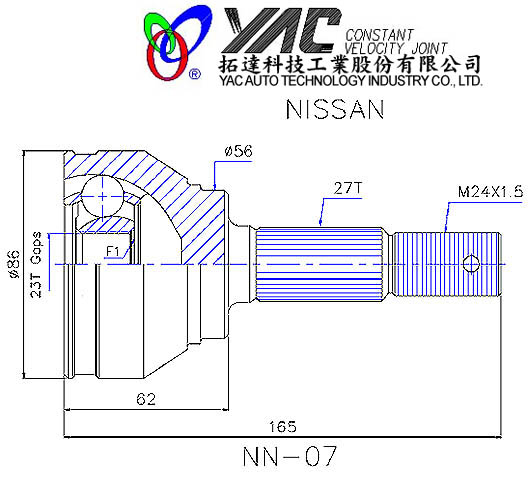 YAC CONSTANT
VELOCITY JOINT
®
拓達科技工業股份有限公司
YAC AUTO TECHNOLOGY INDUSTRY CO., LTD.
NISSAN
ø56
27T
M24X1.5
ø86
23T Gaps
F1
62
165
NN-07